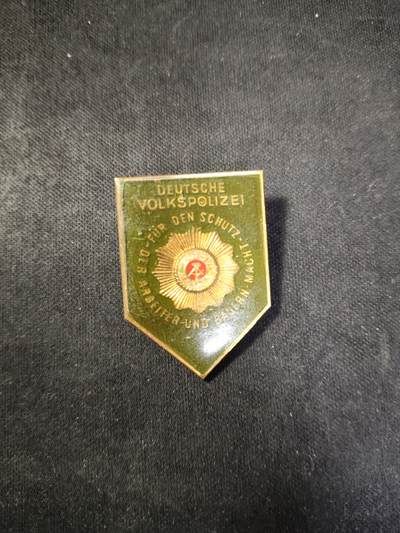 DEUTSCHE
VOLKSPOLIZEI
FÜR DEN SCHUTZ
DER ARBEITER-UND BAUERN MACHT